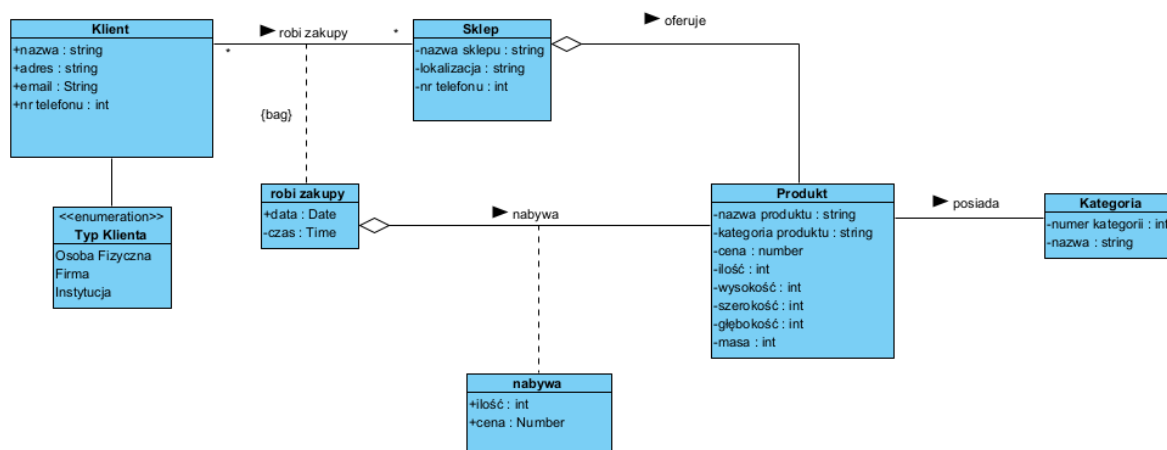 Klient
+nazwa : string
+adres : string
+email : String
+nr telefonu : int
robi zakupy
*
*
Sklep
-nazwa sklepu : string
-lokalizacja : string
-nr telefonu : int
oferuje
{bag}
<<enumeration>>
Typ Klienta
Osoba Fizyczna
Firma
Instytucja
robi zakupy
+data : Date
-czas : Time
nabywa
Produkt
-nazwa produktu : string
-kategoria produktu : string
-cena : number
-ilość : int
-wysokość : int
-szerokość : int
-głębokość : int
-masa : int
posiada
Kategoria
-numer kategorii : int
-nazwa : string
nabywa
+ilość : int
+cena : Number